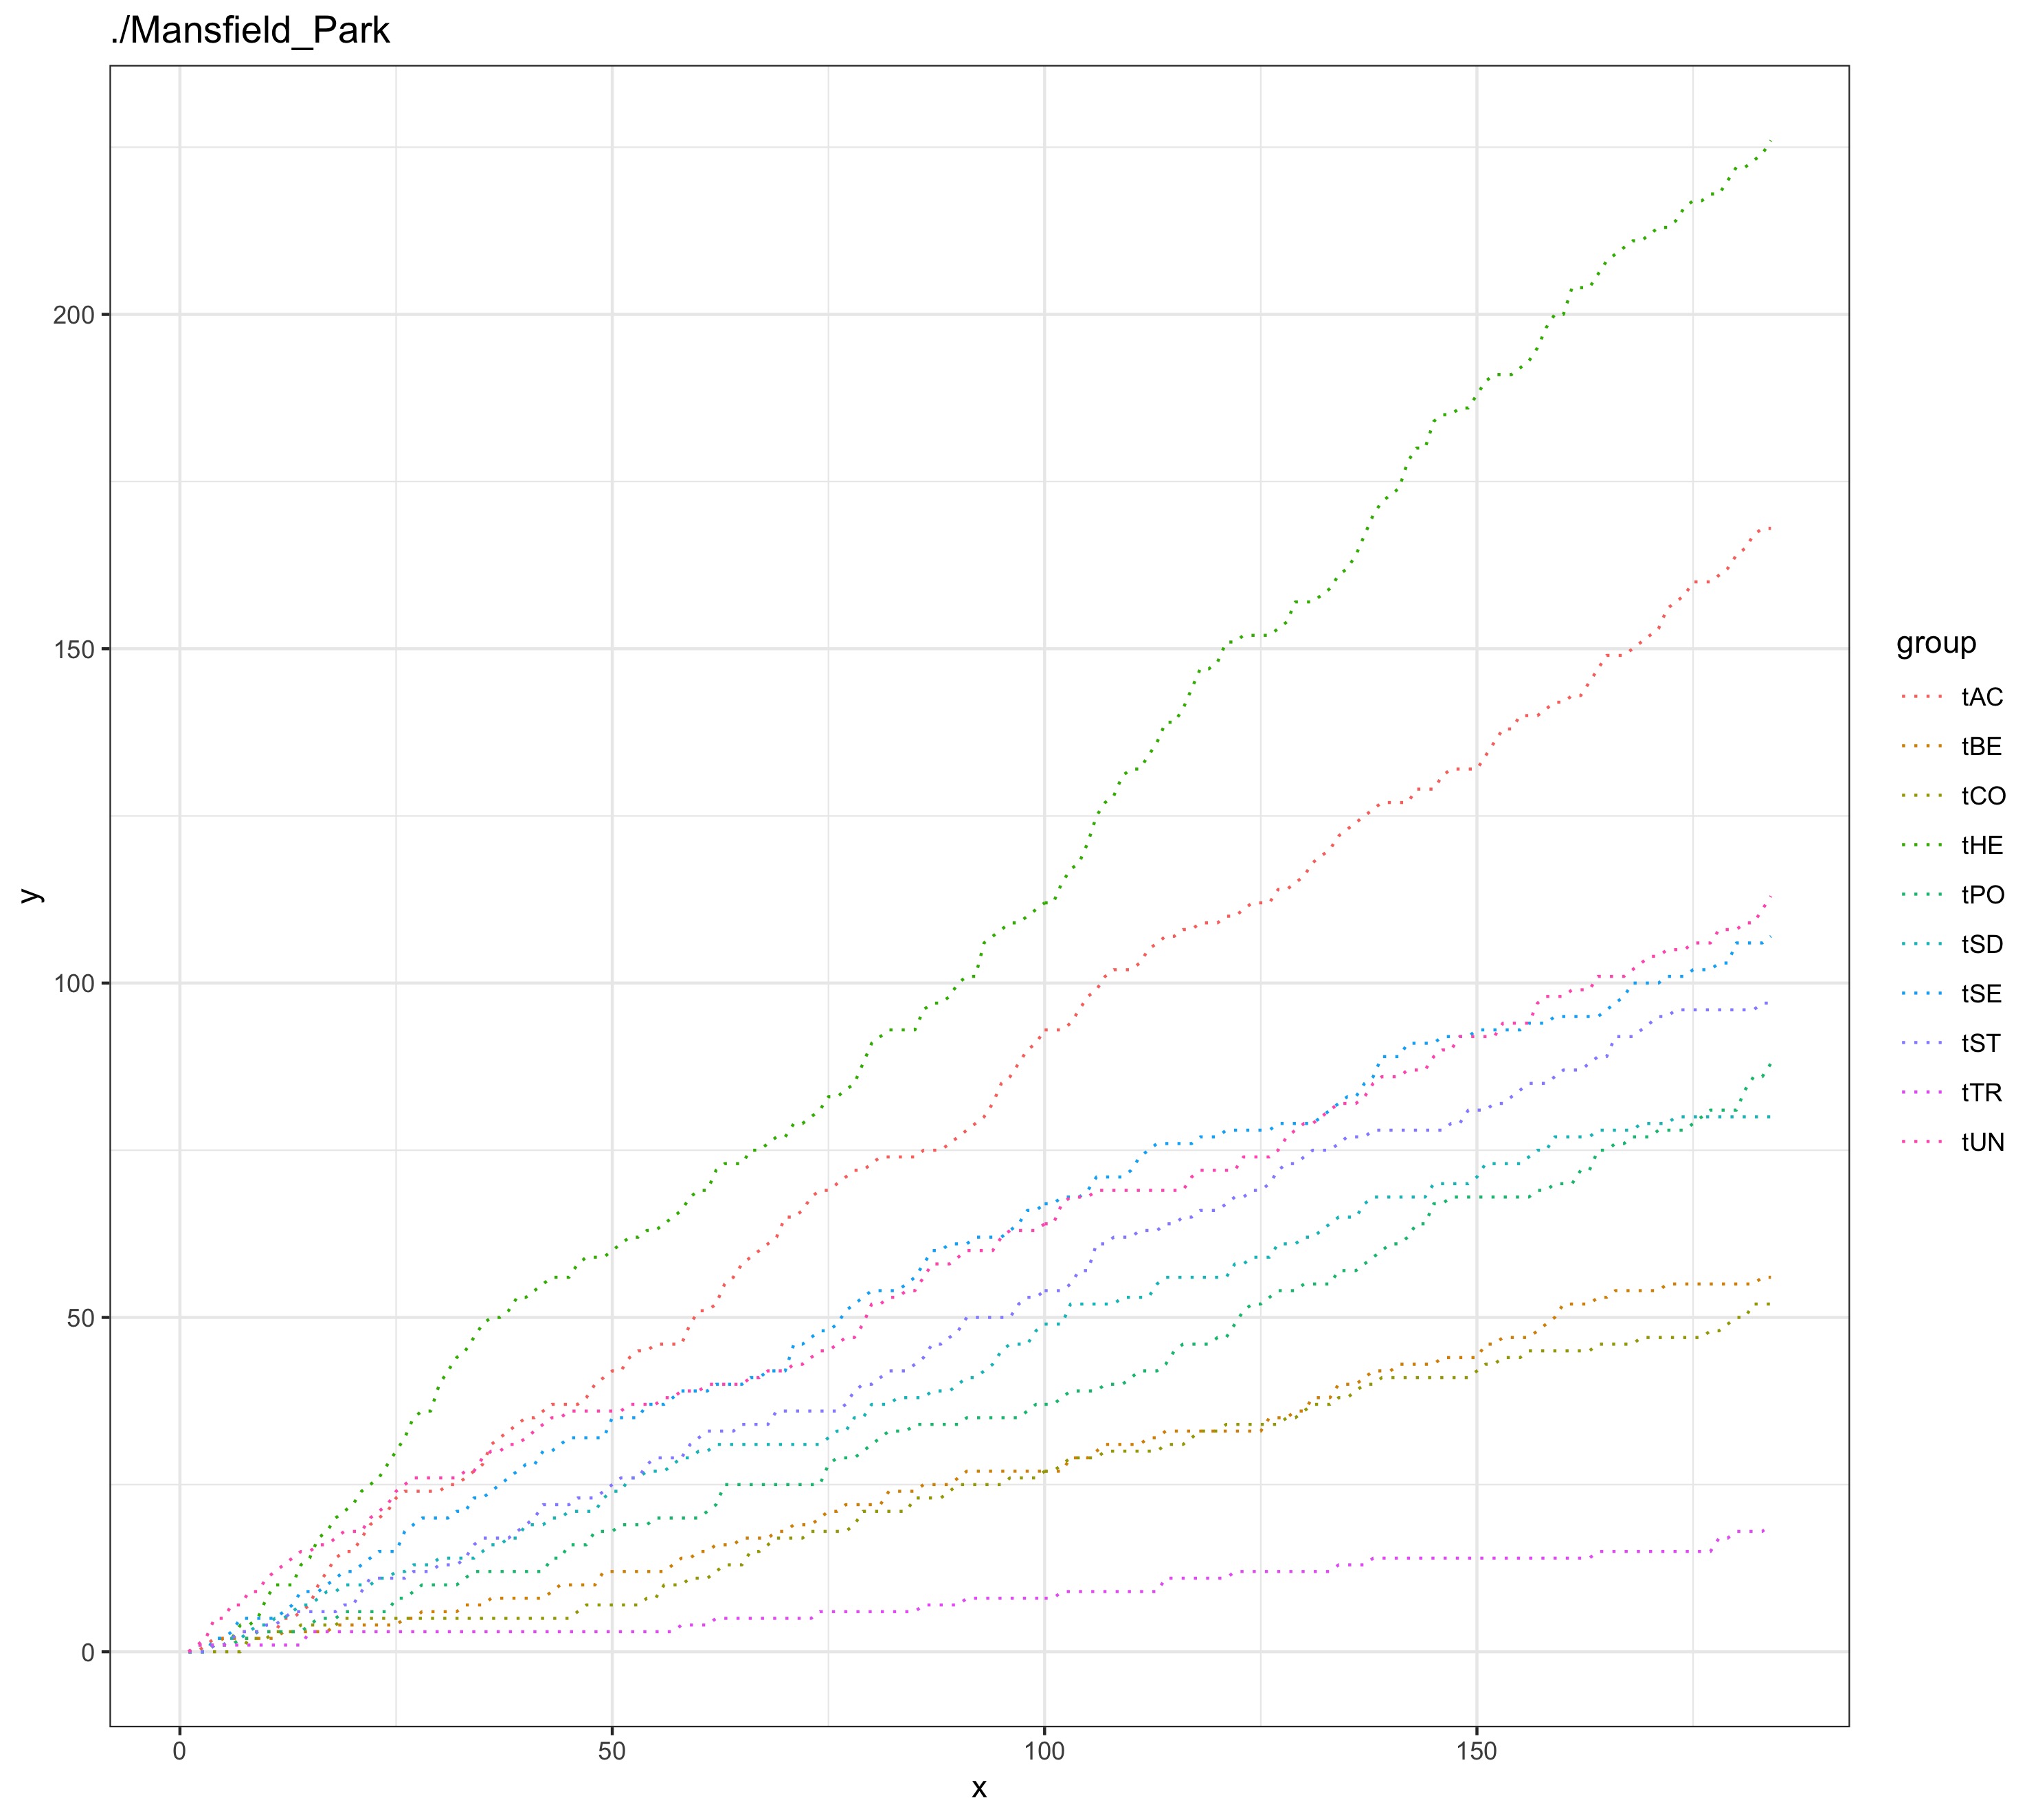 ./Mansfield_Park
200
150
100
50
0
0 50 100 150
x
y
group
tAC
tBE
tCO
tHE
tPO
tSD
tSE
tST
tTR
tUN